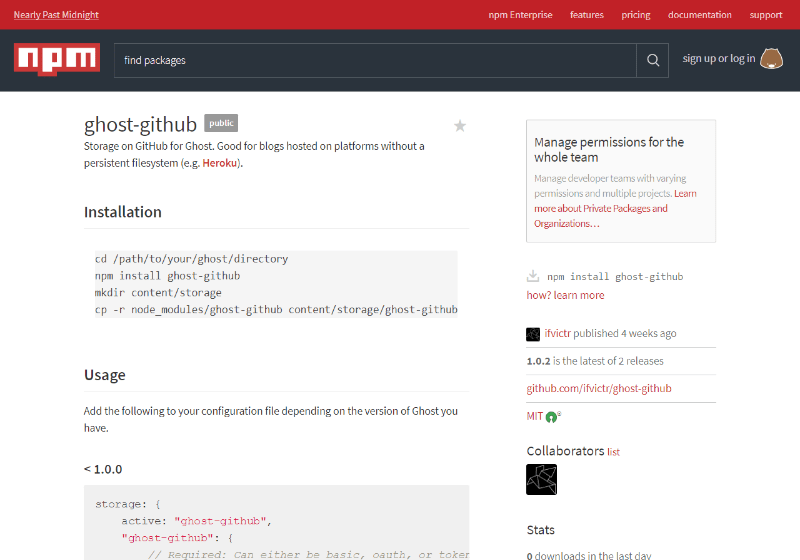 Nearly Past Midnight
npm Enterprise features pricing documentation support
npm
find packages
sign up or log in
ghost-github public
Storage on GitHub for Ghost. Good for blogs hosted on platforms without a
persistent filesystem (e.g. Heroku).
Installation
cd /path/to/your/ghost/directory
npm install ghost-github
mkdir content/storage
cp -r node_modules/ghost-github content/storage/ghost-github
Usage
Add the following to your configuration file depending on the version of Ghost you
have.
< 1.0.0
storage: {
active: "ghost-github",
"ghost-github": {
// Required: Can either be basic, oauth, or token
Manage permissions for the
whole team
Manage developer teams with varying
permissions and multiple projects. Learn
more about Private Packages and
Organizations…
npm install ghost-github
how? learn more
ifvictr published 4 weeks ago
1.0.2 is the latest of 2 releases
github.com/ifvictr/ghost-github
MIT
Collaborators list
Stats
0 downloads in the last day